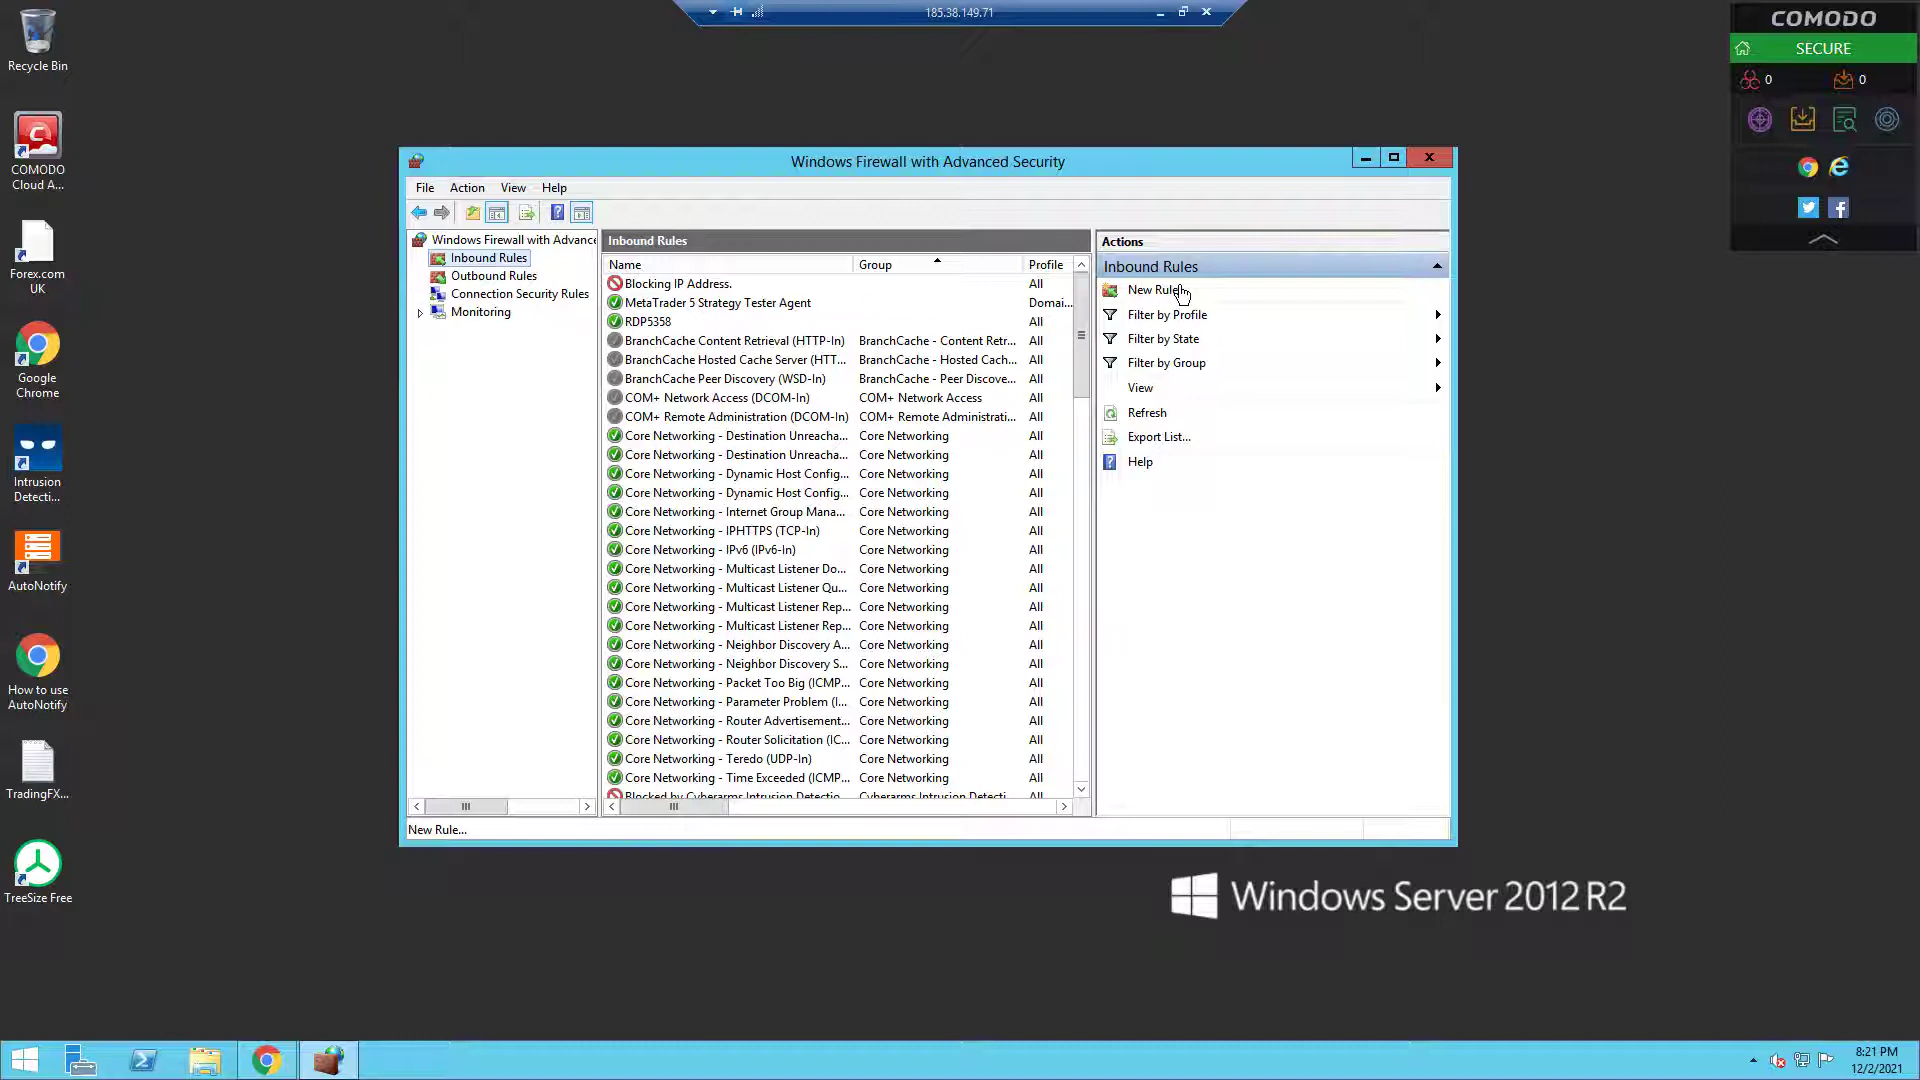 185.38.149.71
COMODO
SECURE
0
0
Recycle Bin
COMODO
Cloud A...
Forex.com
UK
Google
Chrome
Intrusion
Detecti...
AutoNotify
How to use
AutoNotify
TradingFX...
TreeSize Free
Windows Firewall with Advanced Security
File Action View Help
Windows Firewall with Advance
Inbound Rules
Outbound Rules
Connection Security Rules
Monitoring
Inbound Rules
Name Group Profile
Blocking IP Address. All
MetaTrader 5 Strategy Tester Agent Domai...
RDP5358 All
BranchCache Content Retrieval (HTTP-In) BranchCache - Content Retr... All
BranchCache Hosted Cache Server (HTT... BranchCache - Hosted Cach... All
BranchCache Peer Discovery (WSD-In) BranchCache - Peer Discove... All
COM+ Network Access (DCOM-In) COM+ Network Access All
COM+ Remote Administration (DCOM-In) COM+ Remote Administrati... All
Core Networking - Destination Unreacha... Core Networking All
Core Networking - Destination Unreacha... Core Networking All
Core Networking - Dynamic Host Config... Core Networking All
Core Networking - Dynamic Host Config... Core Networking All
Core Networking - Internet Group Mana... Core Networking All
Core Networking - IPHTTPS (TCP-In) Core Networking All
Core Networking - IPv6 (IPv6-In) Core Networking All
Core Networking - Multicast Listener Do... Core Networking All
Core Networking - Multicast Listener Qu... Core Networking All
Core Networking - Multicast Listener Rep... Core Networking All
Core Networking - Multicast Listener Rep... Core Networking All
Core Networking - Neighbor Discovery A... Core Networking All
Core Networking - Neighbor Discovery S... Core Networking All
Core Networking - Packet Too Big (ICMP... Core Networking All
Core Networking - Parameter Problem (I... Core Networking All
Core Networking - Router Advertisement... Core Networking All
Core Networking - Router Solicitation (IC... Core Networking All
Core Networking - Teredo (UDP-In) Core Networking All
Core Networking - Time Exceeded (ICMP... Core Networking All
Blocked by Cyberarms Intrusion Detectio... Cyberarms Intrusion Detecti... All
Actions
Inbound Rules
New Rule...
Filter by Profile
Filter by State
Filter by Group
View
Refresh
Export List...
Help
New Rule...
Windows Server 2012 R2
8:21 PM
12/2/2021